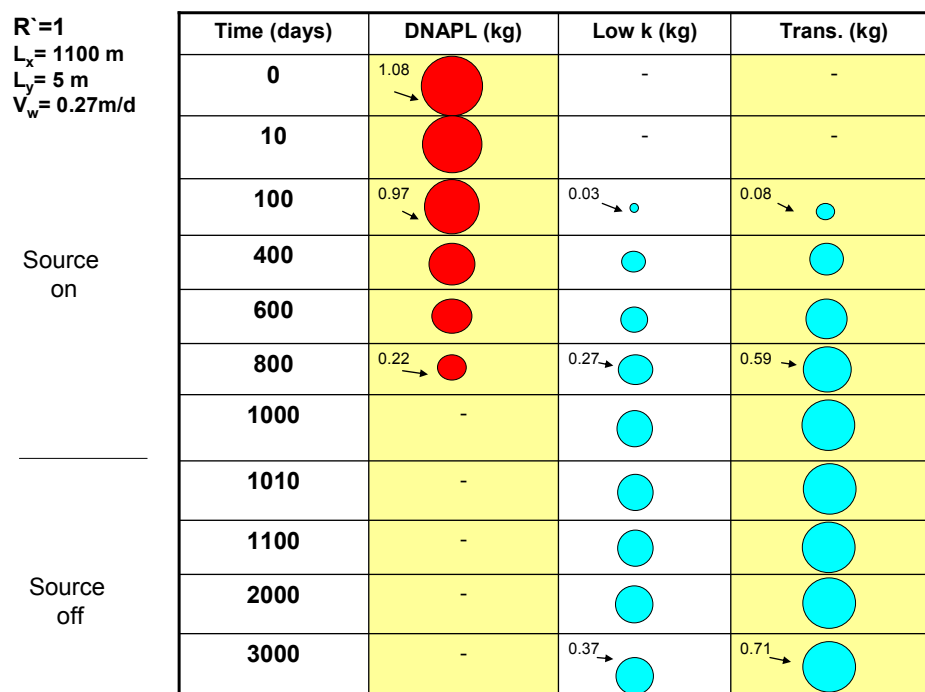 R`=1
Lx= 1100 m
Ly= 5 m
Vw= 0.27m/d
Time (days) DNAPL (kg) Low k (kg) Trans. (kg)
0 1.08 - -
10 - -
100 0.97 0.03 0.08
Source
on
400
600
800 0.22 0.27 0.59
1000 -
1010 -
1100 -
Source
off
2000 -
3000 - 0.37 0.71